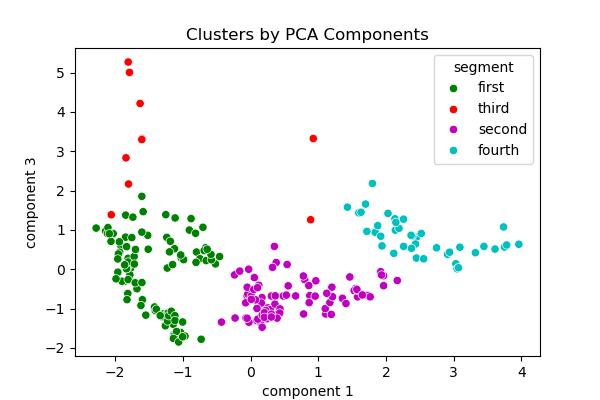 Clusters by PCA Components
segment
first
third
second
fourth
component 3
5
4
3
2
1
0
−1
−2
−2
−1
0
1
2
3
4
component 1